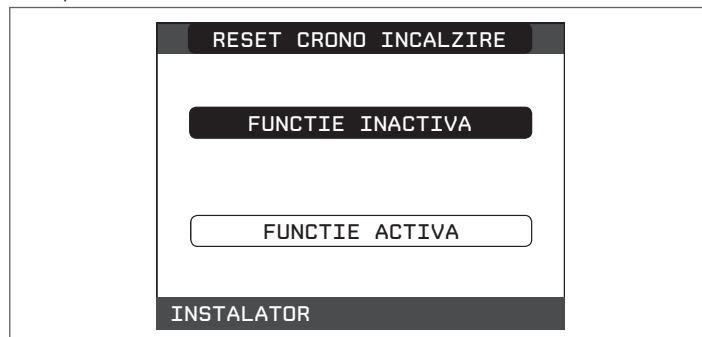 RESET CRONO INCALZIRE
FUNCTIE INACTIVA
FUNCTIE ACTIVA
INSTALATOR